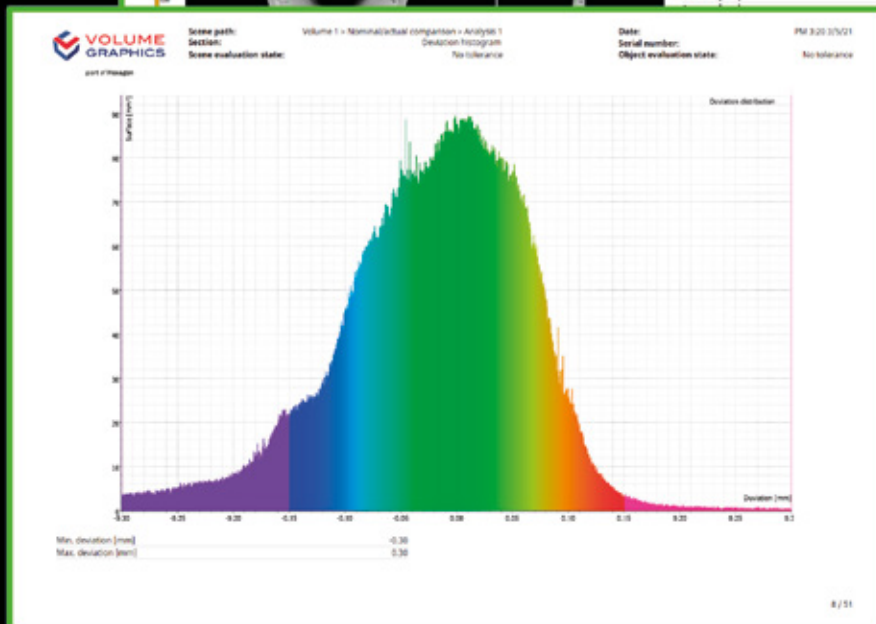 VOLUME
GRAPHICS
part of Hexagon
Scene path: Volume 1 > Nominal/actual comparison > Analysis 1
Section: Deviation histogram
Scene evaluation state: No tolerance
Date: PM 3:20 3/5/21
Serial number:
Object evaluation state: No tolerance
Deviation distribution
Surface [mm²]
90
80
70
60
50
40
30
20
10
0
Deviation [mm]
-0.30 -0.25 -0.20 -0.15 -0.10 -0.05 0.00 0.05 0.10 0.15 0.20 0.25 0.3
Min. deviation [mm] -0.30
Max. deviation [mm] 0.30
8 / 51